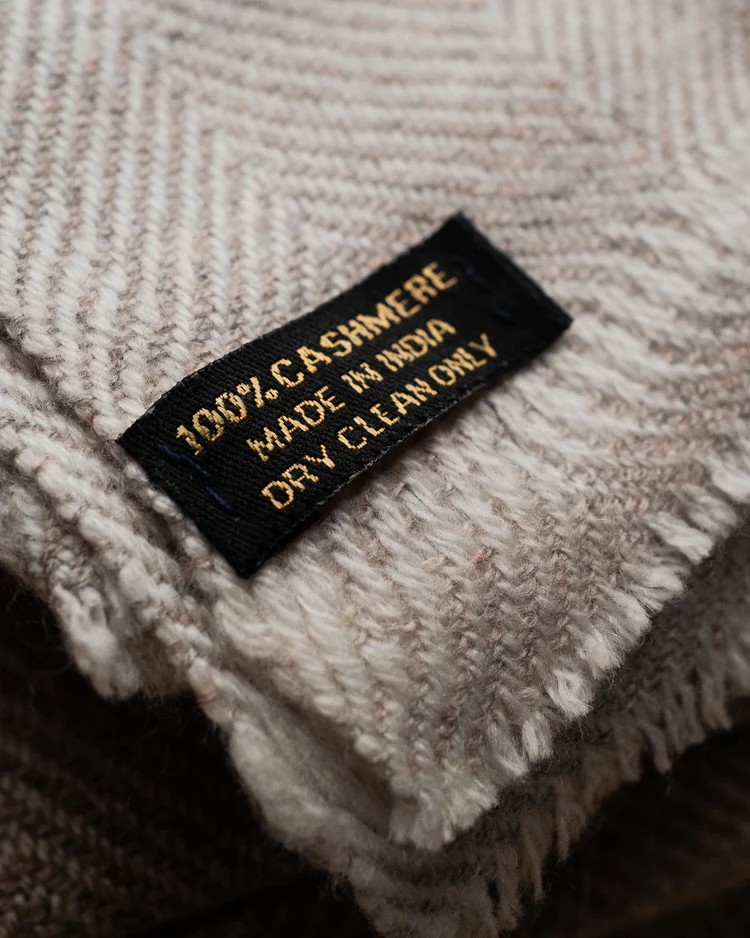 100% CASHMERE
MADE IN INDIA
DRY CLEAN ONLY